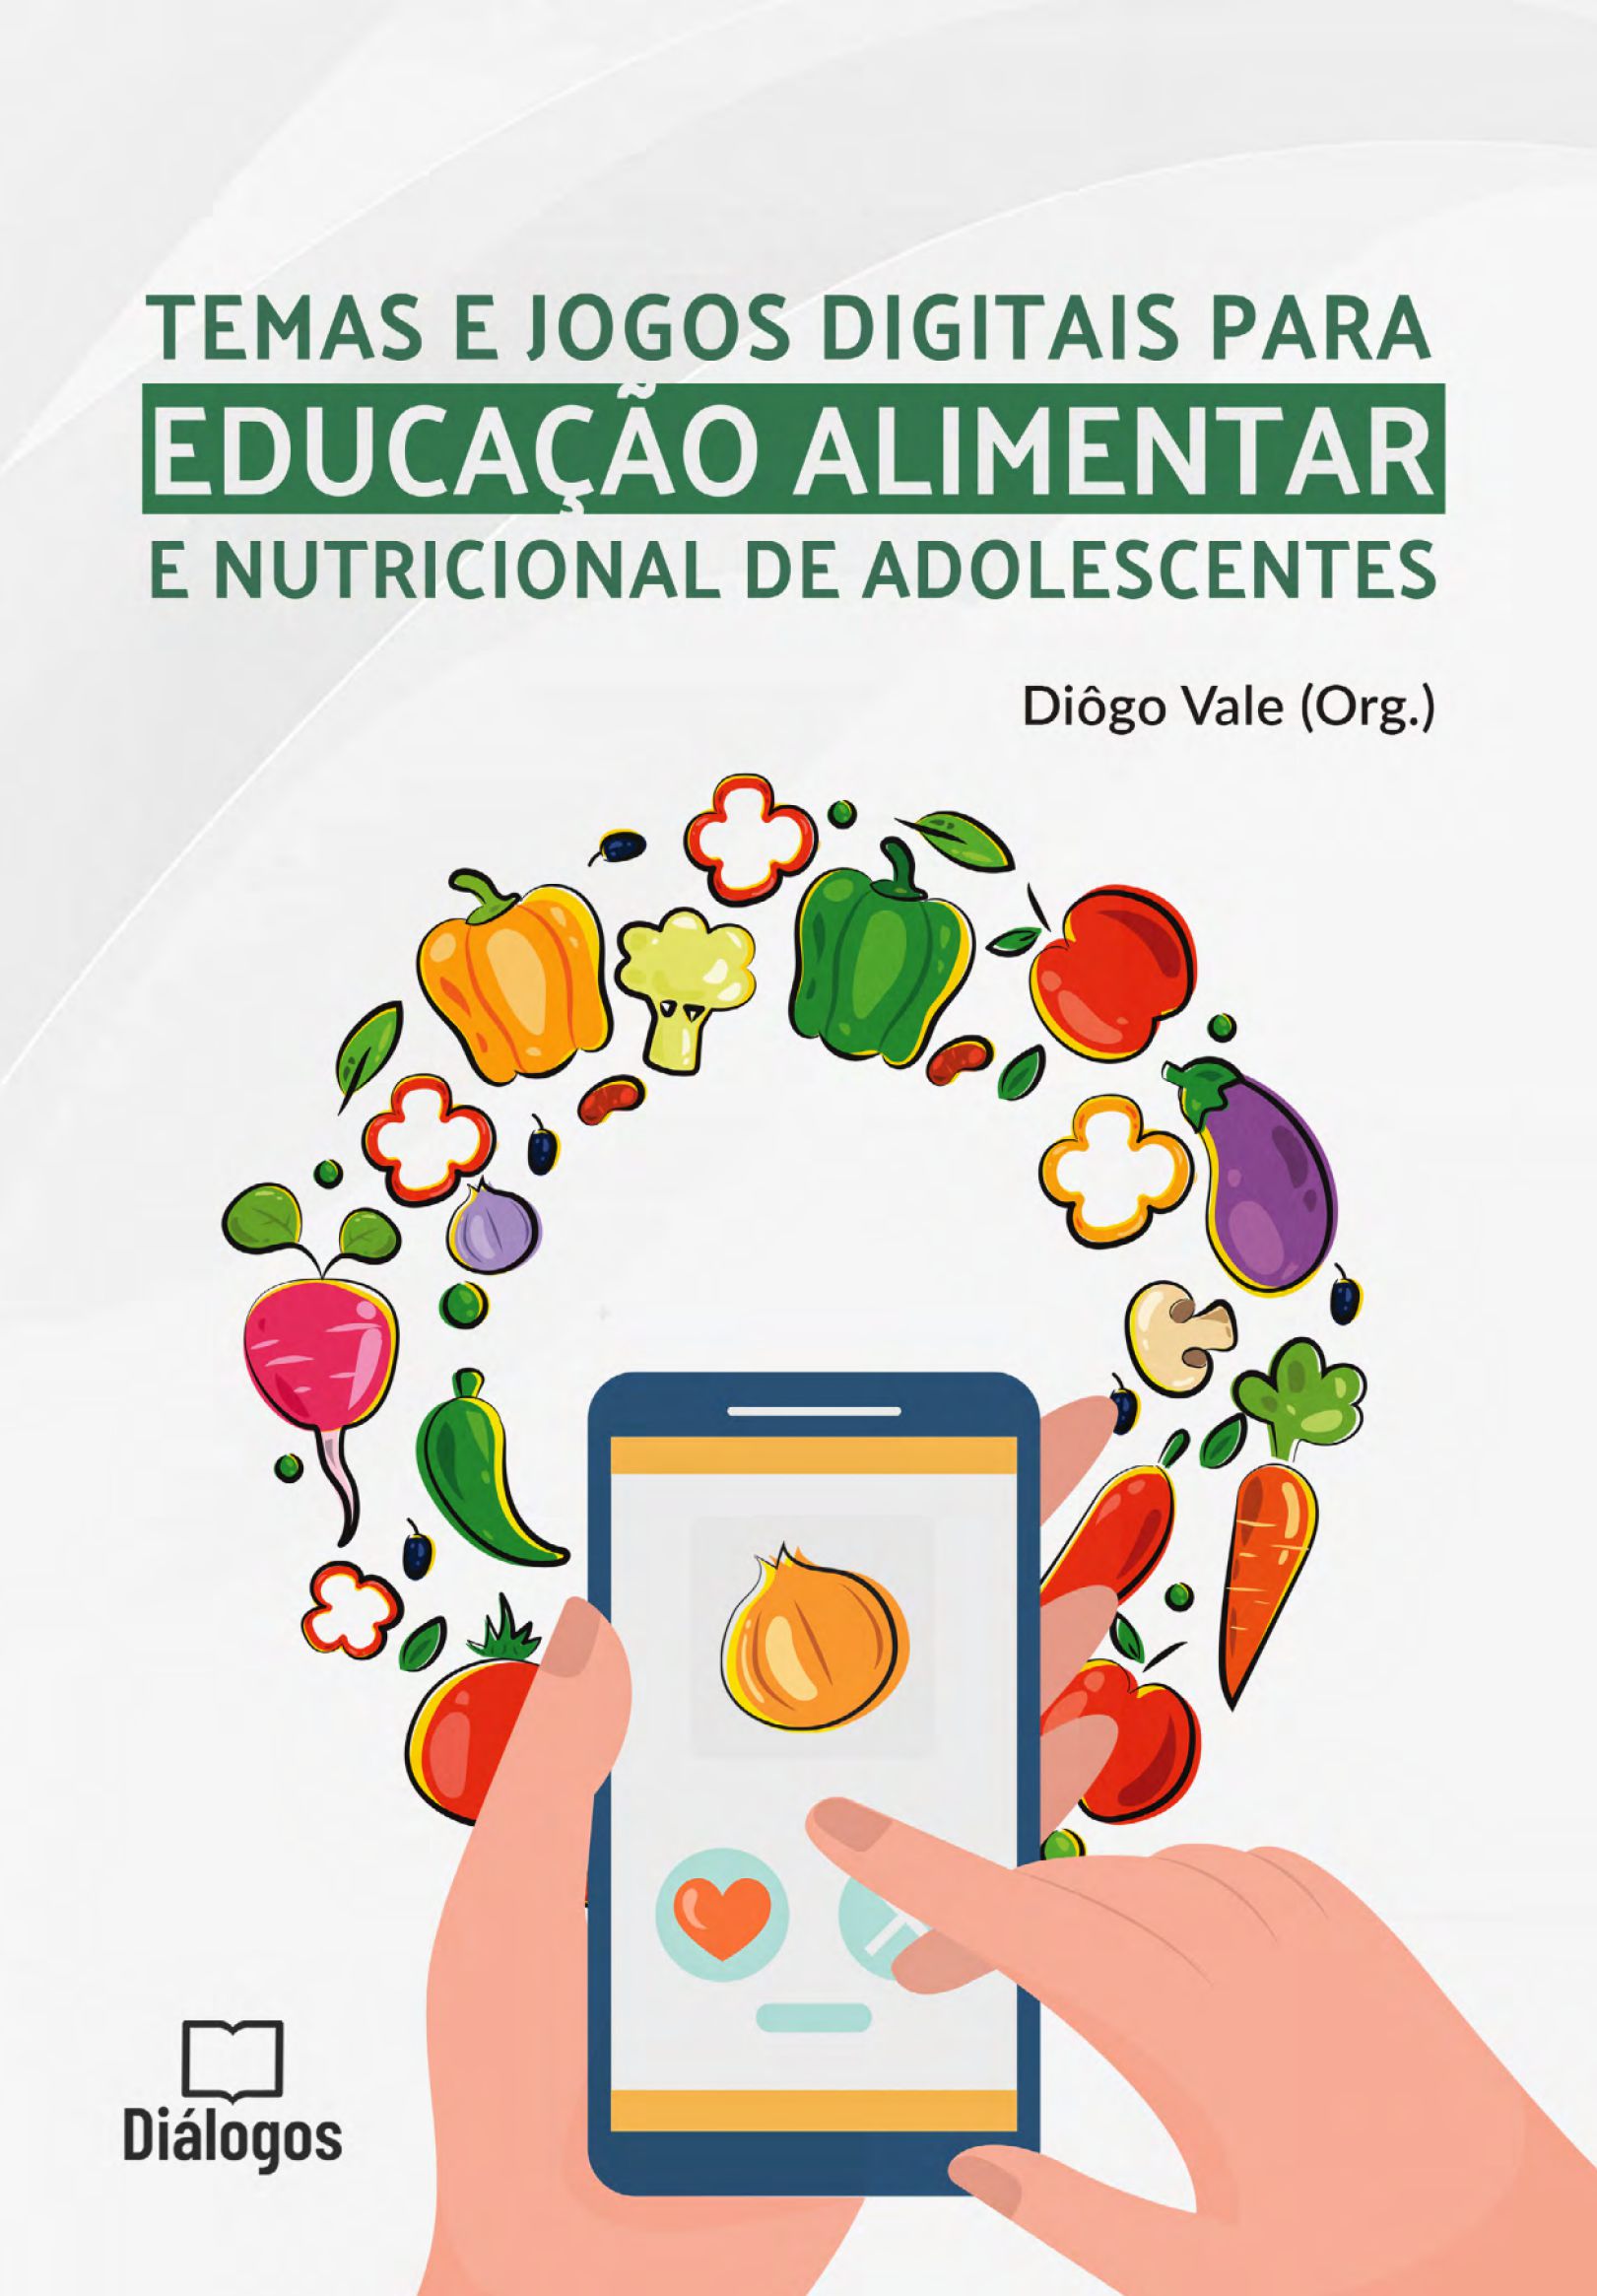 TEMAS E JOGOS DIGITAIS PARA
EDUCAÇÃO ALIMENTAR
E NUTRICIONAL DE ADOLESCENTES
Diôgo Vale (Org.)
Diálogos